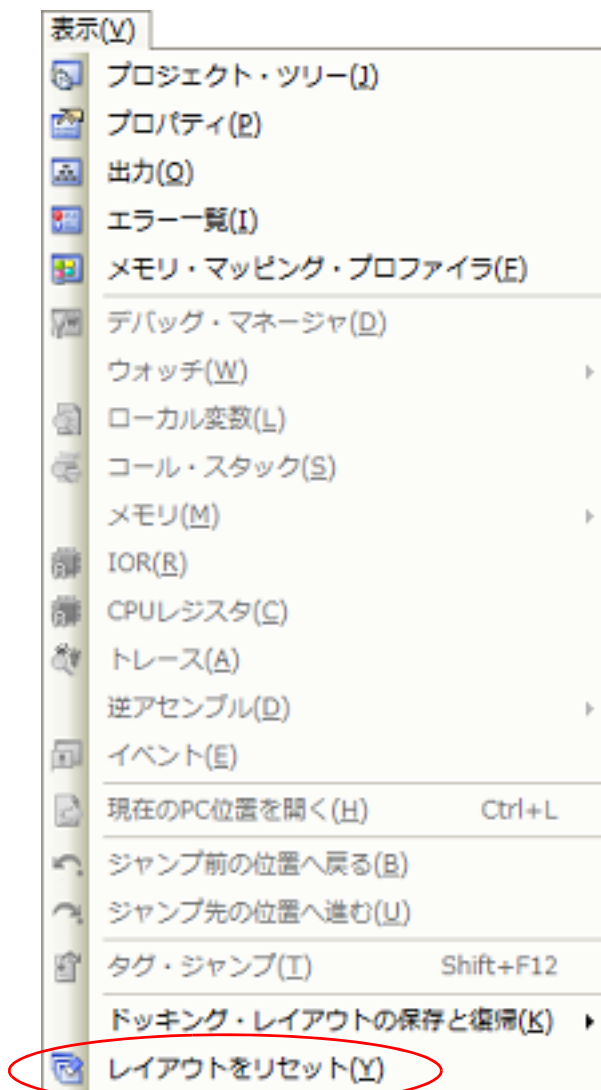 表示(V)
プロジェクト・ツリー(J)
プロパティ(P)
出力(O)
エラー一覧(I)
メモリ・マッピング・プロファイラ(F)
デバッグ・マネージャ(D)
ウォッチ(W)
ローカル変数(L)
コール・スタック(S)
メモリ(M)
IOR(R)
CPUレジスタ(C)
トレース(A)
逆アセンブル(D)
イベント(E)
現在のPC位置を開く(H) Ctrl+L
ジャンプ前の位置へ戻る(B)
ジャンプ先の位置へ進む(U)
タグ・ジャンプ(T) Shift+F12
ドッキング・レイアウトの保存と復帰(K)
レイアウトをリセット(Y)